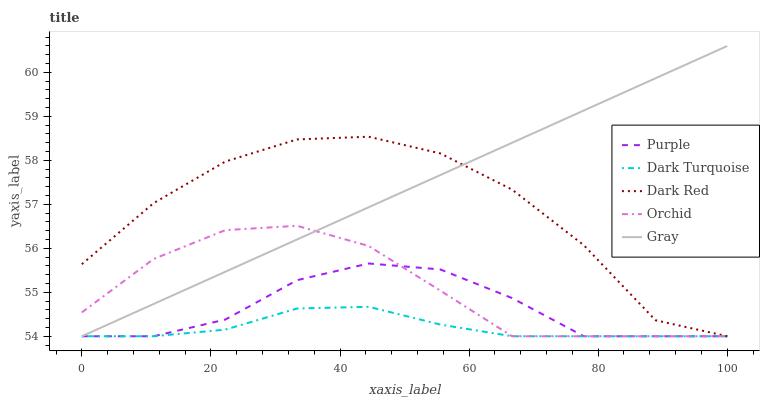 title
60
59
58
57
56
55
54
0 20 40 60 80 100
xaxis_label
yaxis_label
Purple
Dark Turquoise
Dark Red
Orchid
Gray